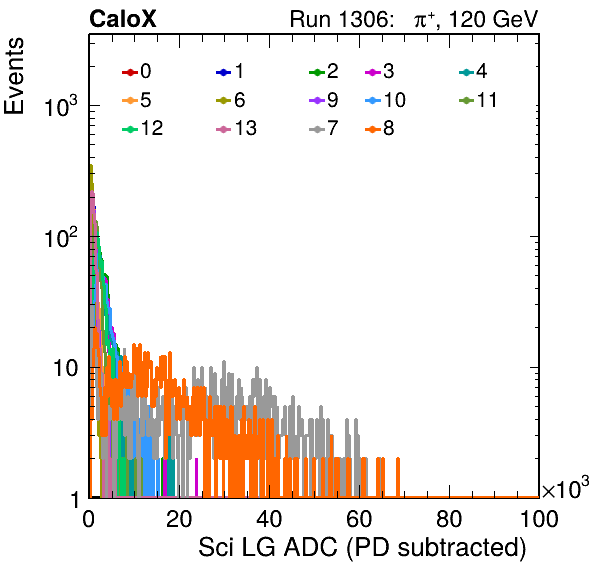 CaloX Run 1306: π⁺, 120 GeV
Events
0 1 2 3 4
5 6 9 10 11
12 13 7 8
10³
10²
10
1
0 20 40 60 80 100
×10³
Sci LG ADC (PD subtracted)